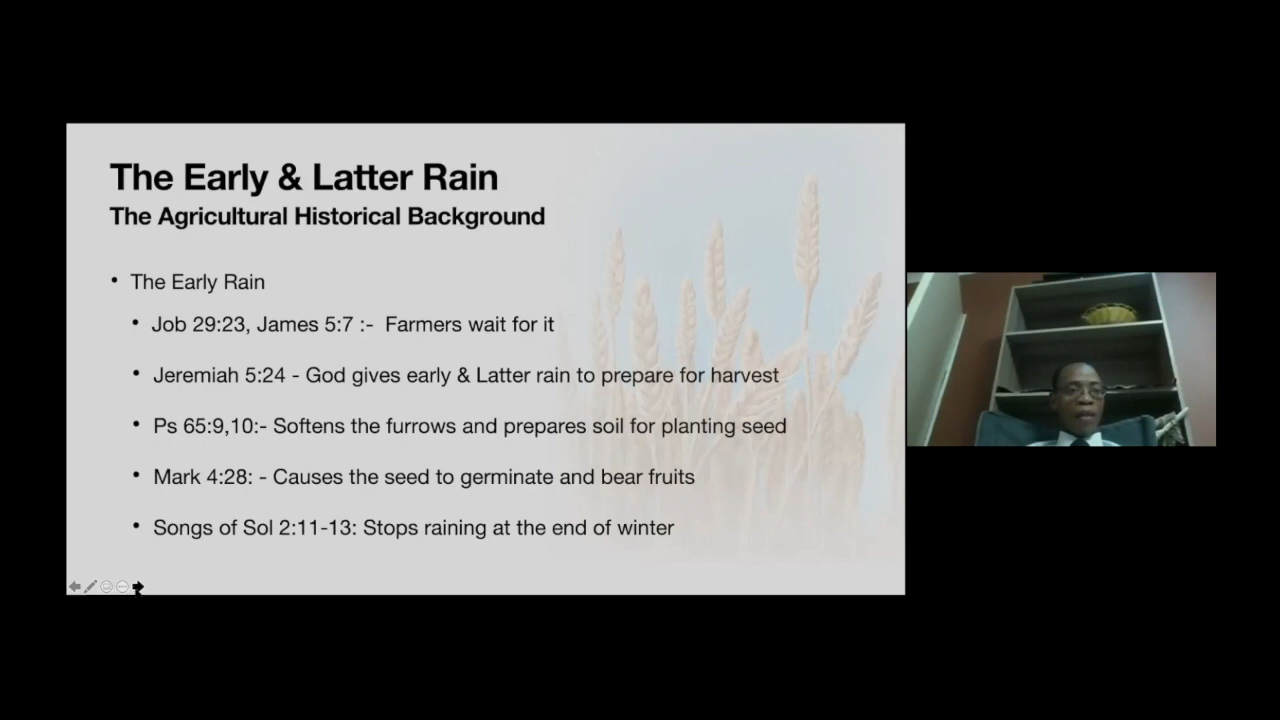 The Early & Latter Rain
The Agricultural Historical Background
• The Early Rain
• Job 29:23, James 5:7 :-  Farmers wait for it
• Jeremiah 5:24 - God gives early & Latter rain to prepare for harvest
• Ps 65:9,10:- Softens the furrows and prepares soil for planting seed
• Mark 4:28: - Causes the seed to germinate and bear fruits
• Songs of Sol 2:11-13: Stops raining at the end of winter